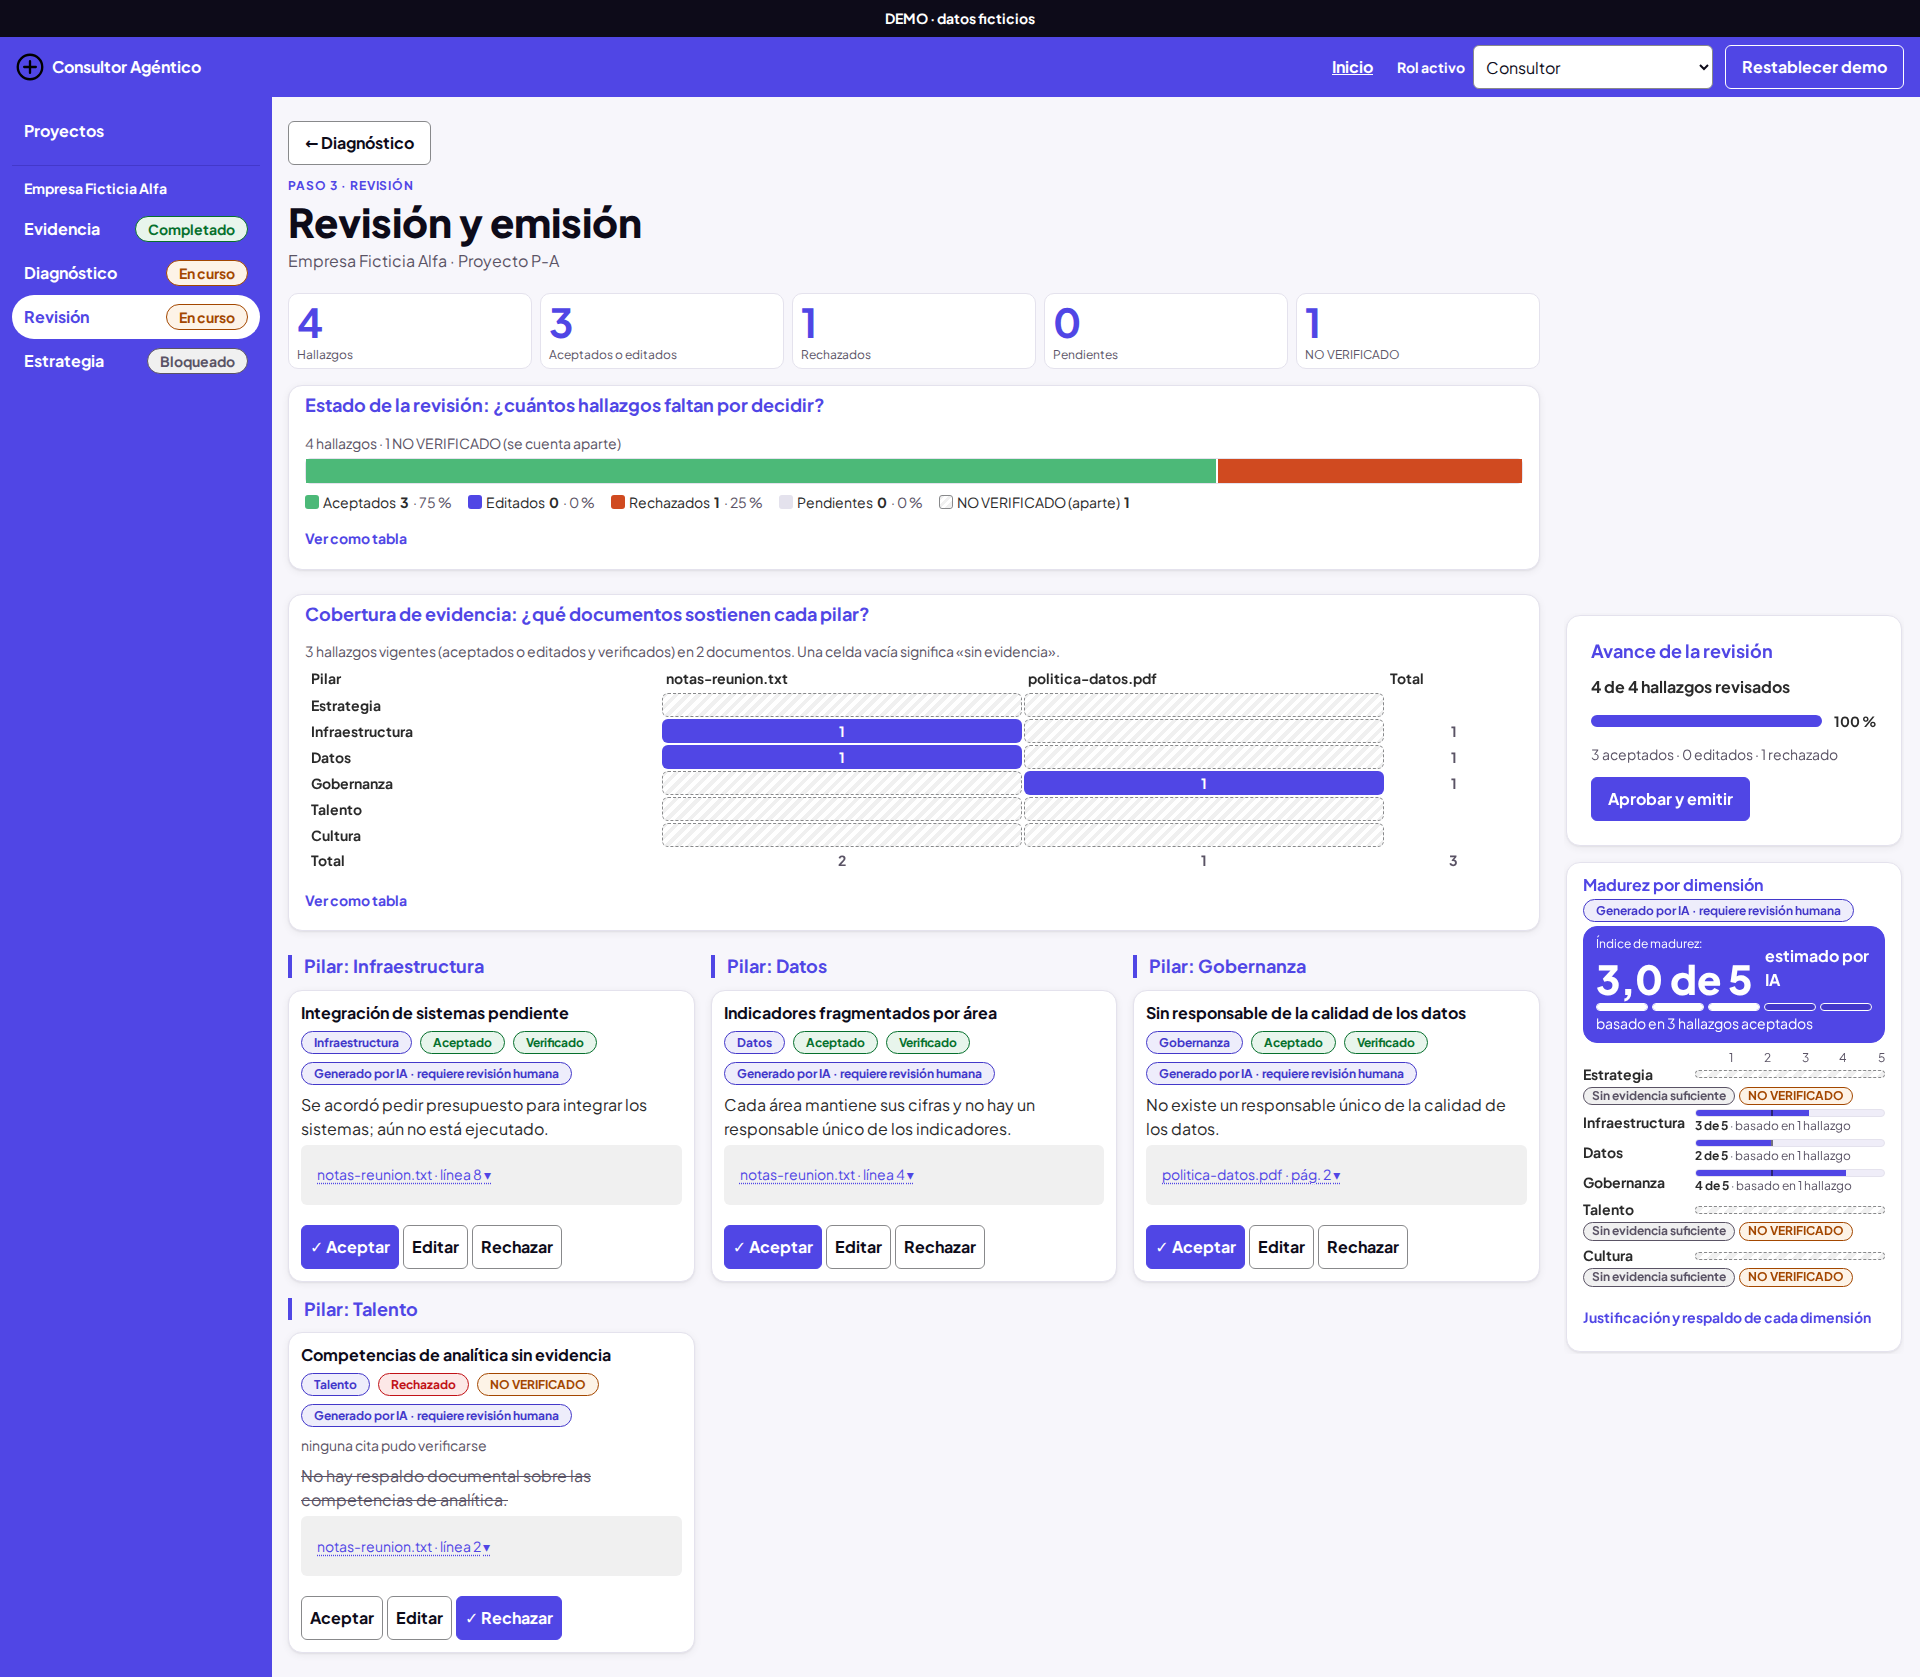 DEMO · datos ficticios
Consultor Agéntico
Inicio
Rol activo
Consultor
Restablecer demo
Proyectos
Empresa Ficticia Alfa
Evidencia
Completado
Diagnóstico
En curso
Revisión
En curso
Estrategia
Bloqueado
← Diagnóstico
PASO 3 · REVISIÓN
Revisión y emisión
Empresa Ficticia Alfa · Proyecto P-A
4
Hallazgos
3
Aceptados o editados
1
Rechazados
0
Pendientes
1
NO VERIFICADO
Estado de la revisión: ¿cuántos hallazgos faltan por decidir?
4 hallazgos · 1 NO VERIFICADO (se cuenta aparte)
Aceptados 3 · 75 %
Editados 0 · 0 %
Rechazados 1 · 25 %
Pendientes 0 · 0 %
NO VERIFICADO (aparte) 1
Ver como tabla
Cobertura de evidencia: ¿qué documentos sostienen cada pilar?
3 hallazgos vigentes (aceptados o editados y verificados) en 2 documentos. Una celda vacía significa «sin evidencia».
Pilar notas-reunion.txt politica-datos.pdf Total
Estrategia
Infraestructura 1 1
Datos 1 1
Gobernanza 1 1
Talento
Cultura
Total 2 1 3
Ver como tabla
Pilar: Infraestructura
Integración de sistemas pendiente
Infraestructura
Aceptado
Verificado
Generado por IA · requiere revisión humana
Se acordó pedir presupuesto para integrar los
sistemas; aún no está ejecutado.
notas-reunion.txt · línea 8 ▾
✓ Aceptar
Editar
Rechazar
Pilar: Datos
Indicadores fragmentados por área
Datos
Aceptado
Verificado
Generado por IA · requiere revisión humana
Cada área mantiene sus cifras y no hay un
responsable único de los indicadores.
notas-reunion.txt · línea 4 ▾
✓ Aceptar
Editar
Rechazar
Pilar: Gobernanza
Sin responsable de la calidad de los datos
Gobernanza
Aceptado
Verificado
Generado por IA · requiere revisión humana
No existe un responsable único de la calidad de
los datos.
politica-datos.pdf · pág. 2 ▾
✓ Aceptar
Editar
Rechazar
Pilar: Talento
Competencias de analítica sin evidencia
Talento
Rechazado
NO VERIFICADO
Generado por IA · requiere revisión humana
ninguna cita pudo verificarse
No hay respaldo documental sobre las
competencias de analítica.
notas-reunion.txt · línea 2 ▾
Aceptar
Editar
✓ Rechazar
Avance de la revisión
4 de 4 hallazgos revisados
100 %
3 aceptados · 0 editados · 1 rechazado
Aprobar y emitir
Madurez por dimensión
Generado por IA · requiere revisión humana
Índice de madurez:
3,0 de 5
estimado por
IA
basado en 3 hallazgos aceptados
1 2 3 4 5
Estrategia
Sin evidencia suficiente
NO VERIFICADO
Infraestructura
3 de 5 · basado en 1 hallazgo
Datos
2 de 5 · basado en 1 hallazgo
Gobernanza
4 de 5 · basado en 1 hallazgo
Talento
Sin evidencia suficiente
NO VERIFICADO
Cultura
Sin evidencia suficiente
NO VERIFICADO
Justificación y respaldo de cada dimensión